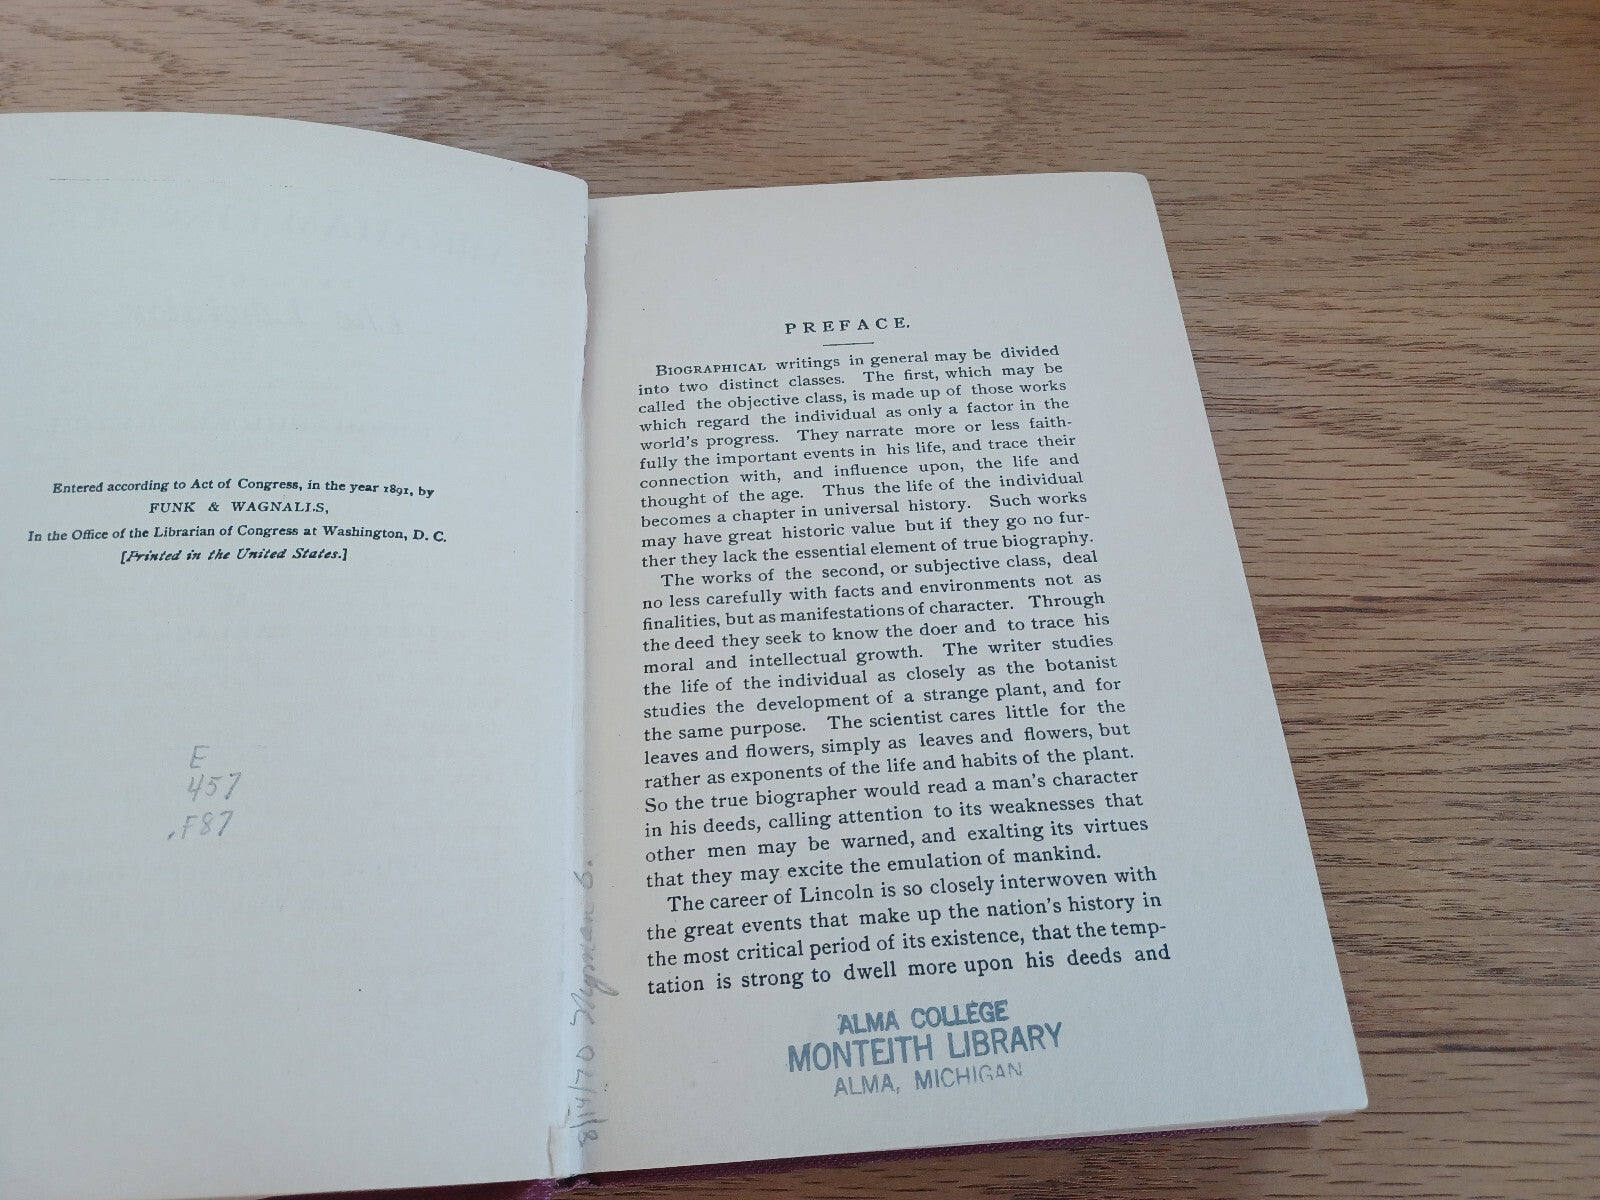 Entered according to Act of Congress, in the year 1891, by
FUNK & WAGNALLS,
In the Office of the Librarian of Congress at Washington, D. C.
[Printed in the United States.]
E
457
.F87
8/14/70
PREFACE.
BIOGRAPHICAL writings in general may be divided
into two distinct classes. The first, which may be
called the objective class, is made up of those works
which regard the individual as only a factor in the
world's progress. They narrate more or less faith-
fully the important events in his life, and trace their
connection with, and influence upon, the life and
thought of the age. Thus the life of the individual
becomes a chapter in universal history. Such works
may have great historic value but if they go no fur-
ther they lack the essential element of true biography.
The works of the second, or subjective class, deal
no less carefully with facts and environments not as
finalities, but as manifestations of character. Through
the deed they seek to know the doer and to trace his
moral and intellectual growth. The writer studies
the life of the individual as closely as the botanist
studies the development of a strange plant, and for
the same purpose. The scientist cares little for the
leaves and flowers, simply as leaves and flowers, but
rather as exponents of the life and habits of the plant.
So the true biographer would read a man's character
in his deeds, calling attention to its weaknesses that
other men may be warned, and exalting its virtues
that they may excite the emulation of mankind.
The career of Lincoln is so closely interwoven with
the great events that make up the nation's history in
the most critical period of its existence, that the temp-
tation is strong to dwell more upon his deeds and
ALMA COLLEGE
MONTEITH LIBRARY
ALMA, MICHIGAN